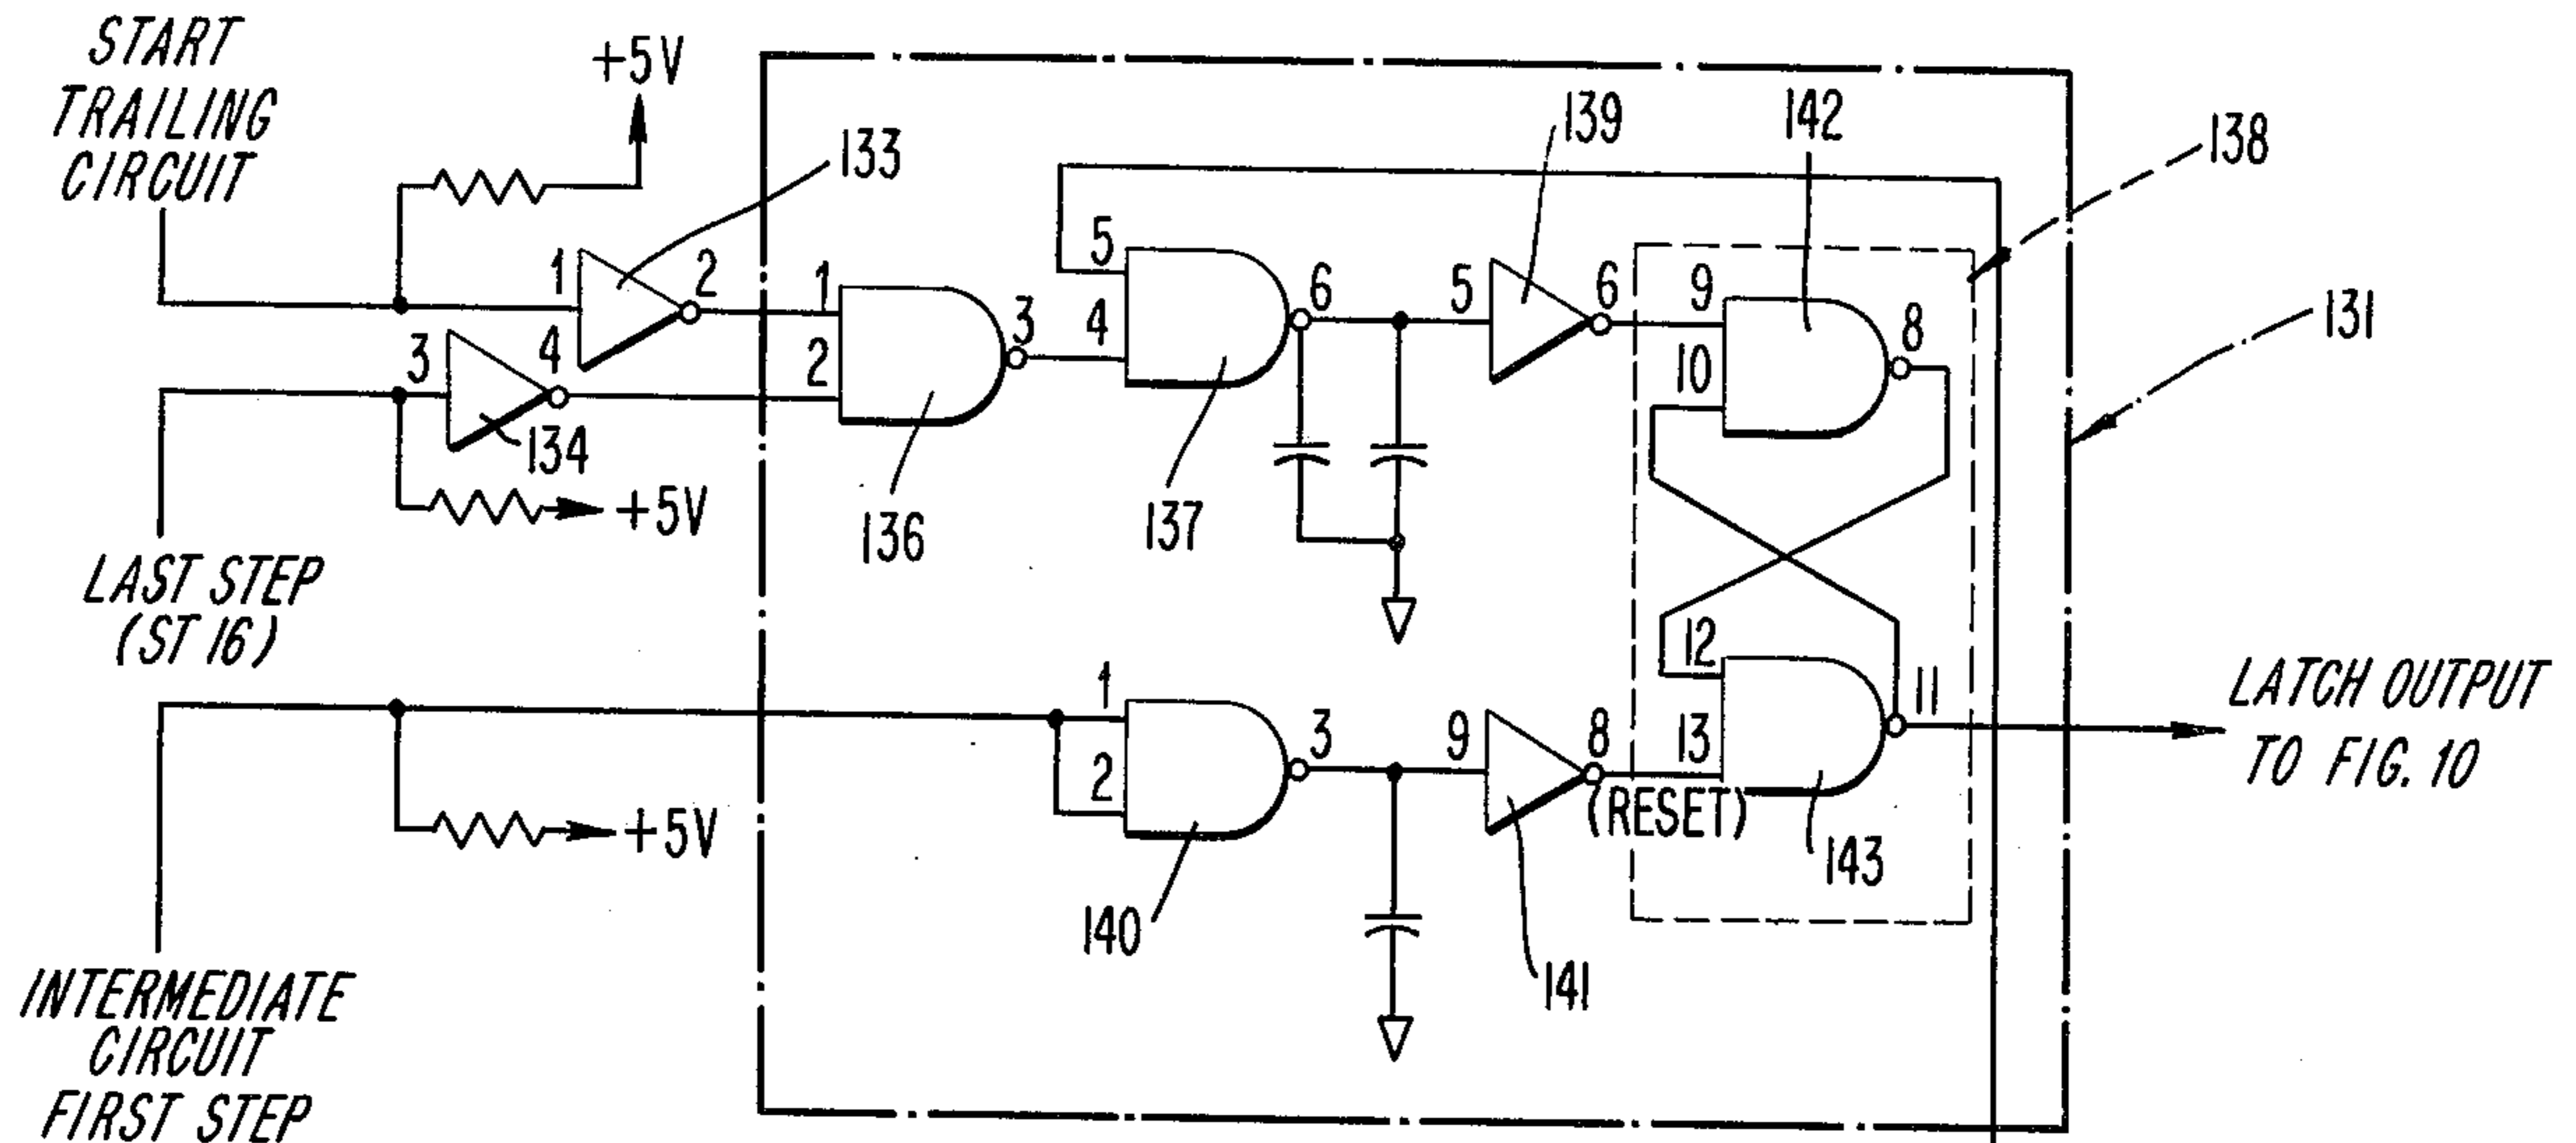 START
TRAILING
CIRCUIT
+5V
133
139
142
138
1
2
1
2
3
5
4
6
5
6
9
10
8
131
3
4
134
+5V
136
137
LAST STEP
(ST 16)
12
13
11
LATCH OUTPUT
TO FIG. 10
1
2
3
9
8
(RESET)
+5V
140
141
143
INTERMEDIATE
CIRCUIT
FIRST STEP